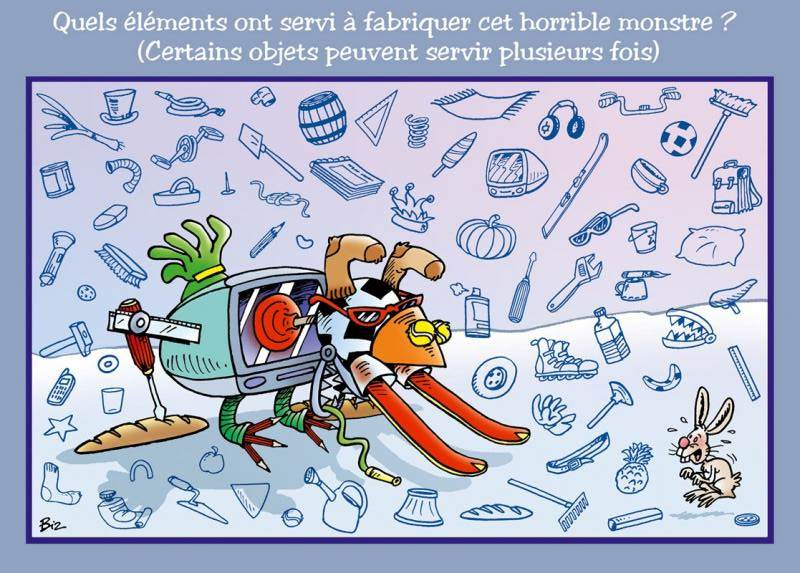 Quels éléments ont servi à fabriquer cet horrible monstre ?
(Certains objets peuvent servir plusieurs fois)
Biz